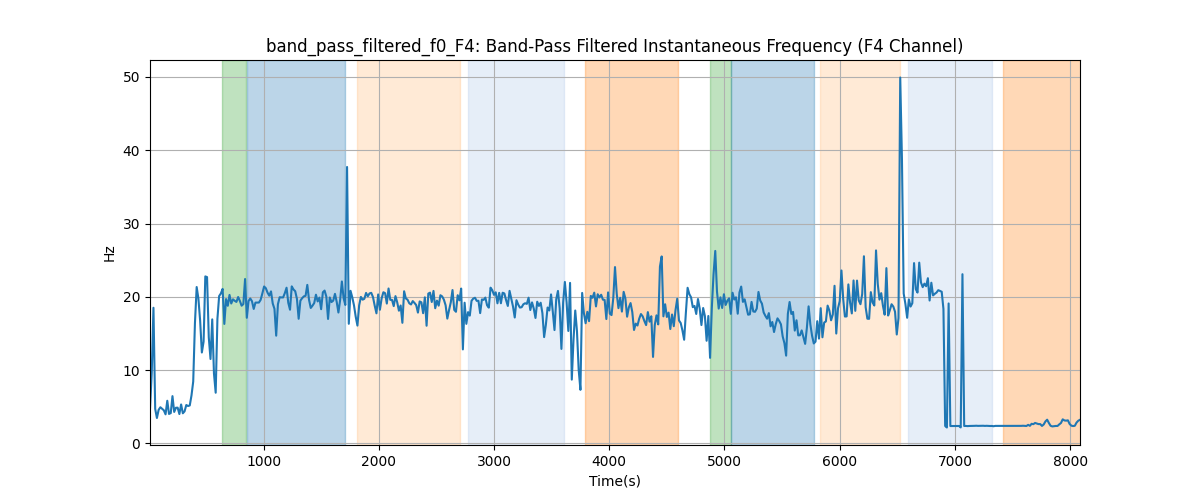 band_pass_filtered_f0_F4: Band-Pass Filtered Instantaneous Frequency (F4 Channel)
50
40
30
20
10
0
Hz
1000 2000 3000 4000 5000 6000 7000 8000
Time(s)